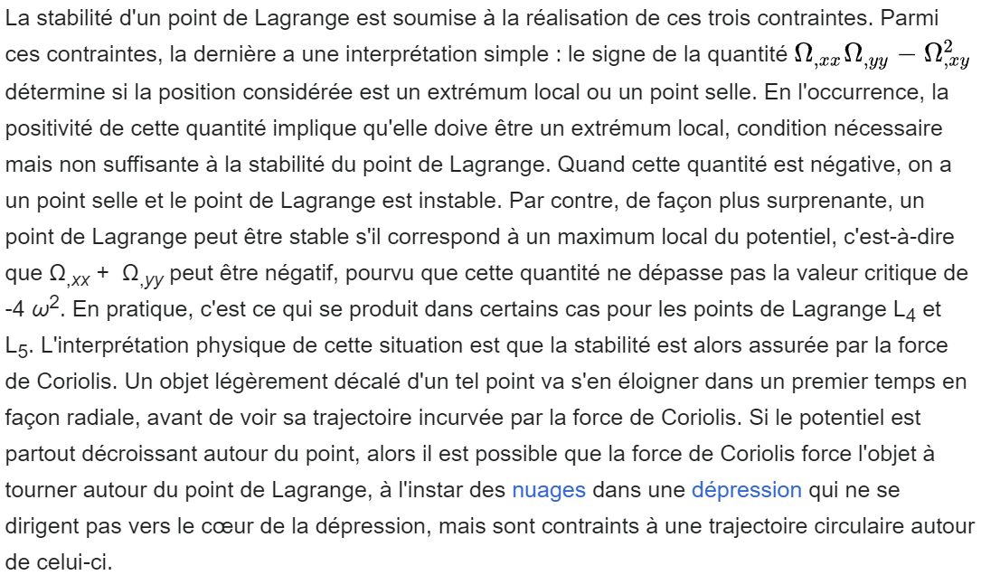 La stabilité d'un point de Lagrange est soumise à la réalisation de ces trois contraintes. Parmi
ces contraintes, la dernière a une interprétation simple : le signe de la quantité Ω,xxΩ,yy − Ω²,xy
détermine si la position considérée est un extrémum local ou un point selle. En l'occurrence, la
positivité de cette quantité implique qu'elle doive être un extrémum local, condition nécessaire
mais non suffisante à la stabilité du point de Lagrange. Quand cette quantité est négative, on a
un point selle et le point de Lagrange est instable. Par contre, de façon plus surprenante, un
point de Lagrange peut être stable s'il correspond à un maximum local du potentiel, c'est-à-dire
que Ω,xx + Ω,yy peut être négatif, pourvu que cette quantité ne dépasse pas la valeur critique de
-4 ω². En pratique, c'est ce qui se produit dans certains cas pour les points de Lagrange L₄ et
L₅. L'interprétation physique de cette situation est que la stabilité est alors assurée par la force
de Coriolis. Un objet légèrement décalé d'un tel point va s'en éloigner dans un premier temps en
façon radiale, avant de voir sa trajectoire incurvée par la force de Coriolis. Si le potentiel est
partout décroissant autour du point, alors il est possible que la force de Coriolis force l'objet à
tourner autour du point de Lagrange, à l'instar des nuages dans une dépression qui ne se
dirigent pas vers le cœur de la dépression, mais sont contraints à une trajectoire circulaire autour
de celui-ci.